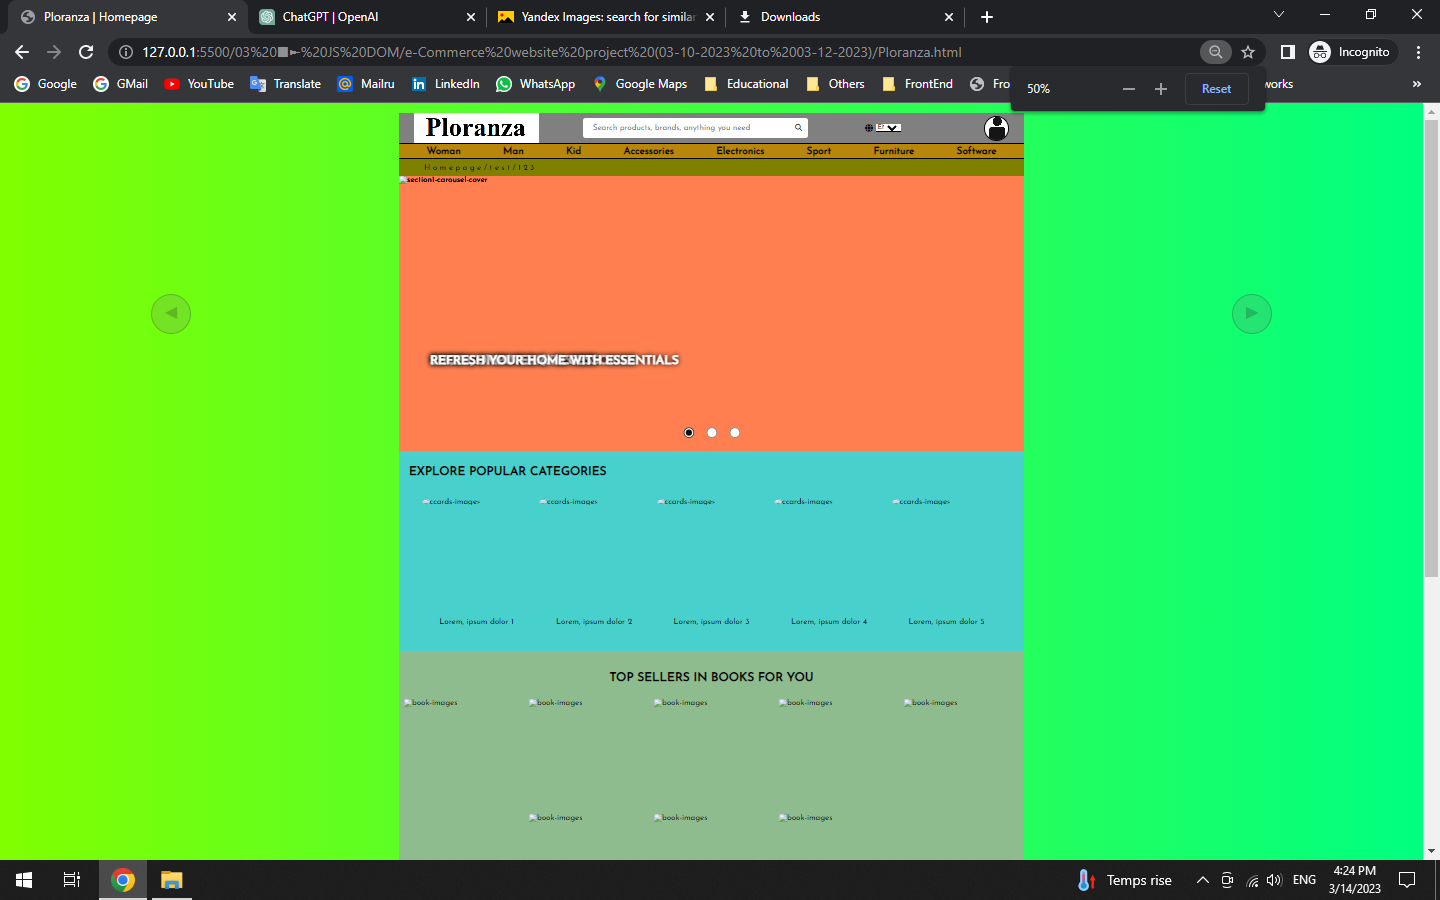 Ploranza | Homepage
ChatGPT | OpenAI
Yandex Images: search for simila
Downloads
127.0.0.1:5500/03%20■►-%20JS%20DOM/e-Commerce%20website%20project%20(03-10-2023%20to%2003-12-2023)/Ploranza.html
Incognito
Google
GMail
YouTube
Translate
Mailru
LinkedIn
WhatsApp
Google Maps
Educational
Others
FrontEnd
Fro
works
»
50%
Reset
Ploranza
Search products, brands, anything you need
Woman Man Kid Accessories Electronics Sport Furniture Software
Homepage/test/123
section1-carousel-cover
REFRESH YOUR HOME WITH ESSENTIALS
EXPLORE POPULAR CATEGORIES
ccards-images ccards-images ccards-images ccards-images ccards-images
Lorem, ipsum dolor 1 Lorem, ipsum dolor 2 Lorem, ipsum dolor 3 Lorem, ipsum dolor 4 Lorem, ipsum dolor 5
TOP SELLERS IN BOOKS FOR YOU
book-images book-images book-images book-images book-images
book-images book-images book-images
Temps rise
ENG
4:24 PM
3/14/2023